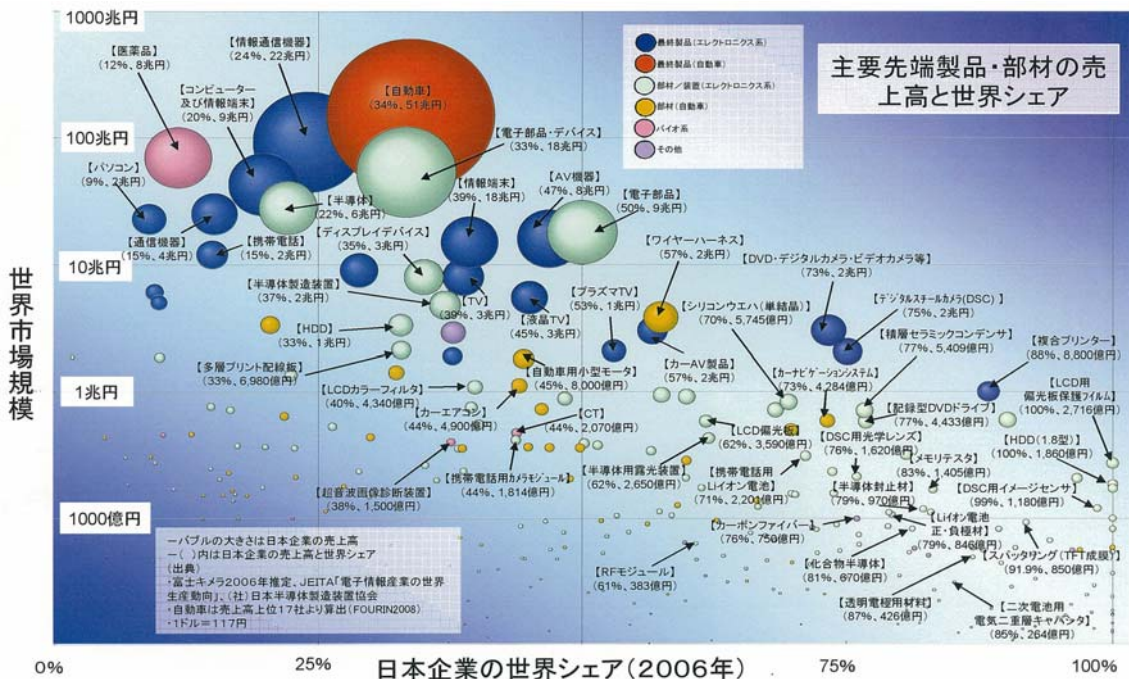 主要先端製品・部材の売
上高と世界シェア
最終製品(エレクトロニクス系)
最終製品(自動車)
部材/装置(エレクトロニクス系)
部材(自動車)
バイオ系
その他
世界市場規模
1000兆円
100兆円
10兆円
1兆円
1000億円
【医薬品】
(12%、8兆円)
【情報通信機器】
(24%、22兆円)
【コンピューター
及び情報端末】
(20%、9兆円)
【自動車】
(34%、51兆円)
【電子部品・デバイス】
(33%、18兆円)
【パソコン】
(9%、2兆円)
【半導体】
(22%、6兆円)
【情報端末】
(39%、18兆円)
【AV機器】
(47%、8兆円)
【電子部品】
(50%、9兆円)
【通信機器】
(15%、4兆円)
【携帯電話】
(15%、2兆円)
【ディスプレイデバイス】
(35%、3兆円)
【ワイヤーハーネス】
(57%、2兆円)
【DVD・デジタルカメラ・ビデオカメラ等】
(73%、2兆円)
【半導体製造装置】
(37%、2兆円)
【TV】
(39%、3兆円)
【プラズマTV】
(53%、1兆円)
【シリコンウエハ(単結晶)】
(70%、5,745億円)
【デジタルスチールカメラ(DSC)】
(75%、2兆円)
【HDD】
(33%、1兆円)
【液晶TV】
(45%、3兆円)
【積層セラミックコンデンサ】
(77%、5,409億円)
【複合プリンター】
(88%、8,800億円)
【多層プリント配線板】
(33%、6,980億円)
【自動車用小型モータ】
(45%、8,000億円)
【カーAV製品】
(57%、2兆円)
【カーナビゲーションシステム】
(73%、4,284億円)
【LCD用
偏光板保護フイルム】
(100%、2,716億円)
【LCDカラーフィルタ】
(40%、4,340億円)
【カーエアコン】
(44%、4,900億円)
【CT】
(44%、2,070億円)
【LCD偏光板】
(62%、3,590億円)
【記録型DVDドライブ】
(77%、4,433億円)
【DSC用光学レンズ】
(76%、1,620億円)
【HDD(1.8型)】
(100%、1,860億円)
【超音波画像診断装置】
(38%、1,500億円)
【携帯電話用カメラモジュール】
(44%、1,814億円)
【半導体用露光装置】
(62%、2,650億円)
【携帯電話用
Liイオン電池】
(71%、2,201億円)
【メモリテスタ】
(83%、1,405億円)
【半導体封止材】
(79%、970億円)
【DSC用イメージセンサ】
(99%、1,180億円)
【カーボンファイバー】
(76%、750億円)
【Liイオン電池
正・負極材】
(79%、846億円)
【RFモジュール】
(61%、383億円)
【化合物半導体】
(81%、670億円)
【スパッタリング(TFT成膜)】
(91.9%、850億円)
【透明電極用材料】
(87%、426億円)
【二次電池用
電気二重層キャパシタ】
(85%、264億円)
ーバブルの大きさは日本企業の売上高
ー( )内は日本企業の売上高と世界シェア
(出典)
・富士キメラ2006年推定、JEITA「電子情報産業の世界
生産動向」、(社)日本半導体製造装置協会
・自動車は売上高上位17社より算出(FOURIN2008)
・1ドル=117円
0%
25%
75%
100%
日本企業の世界シェア(2006年)